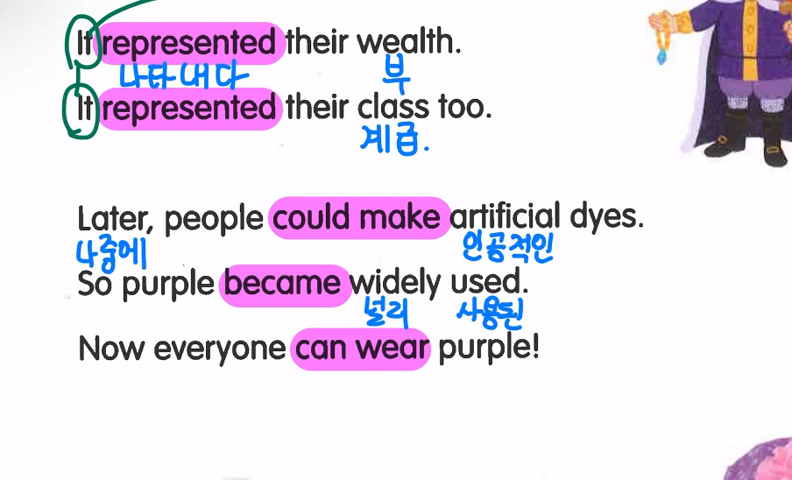 It represented their wealth.
나타내다 부
It represented their class too.
계급.
Later, people could make artificial dyes.
나중에 인공적인
So purple became widely used.
널리 사용된
Now everyone can wear purple!